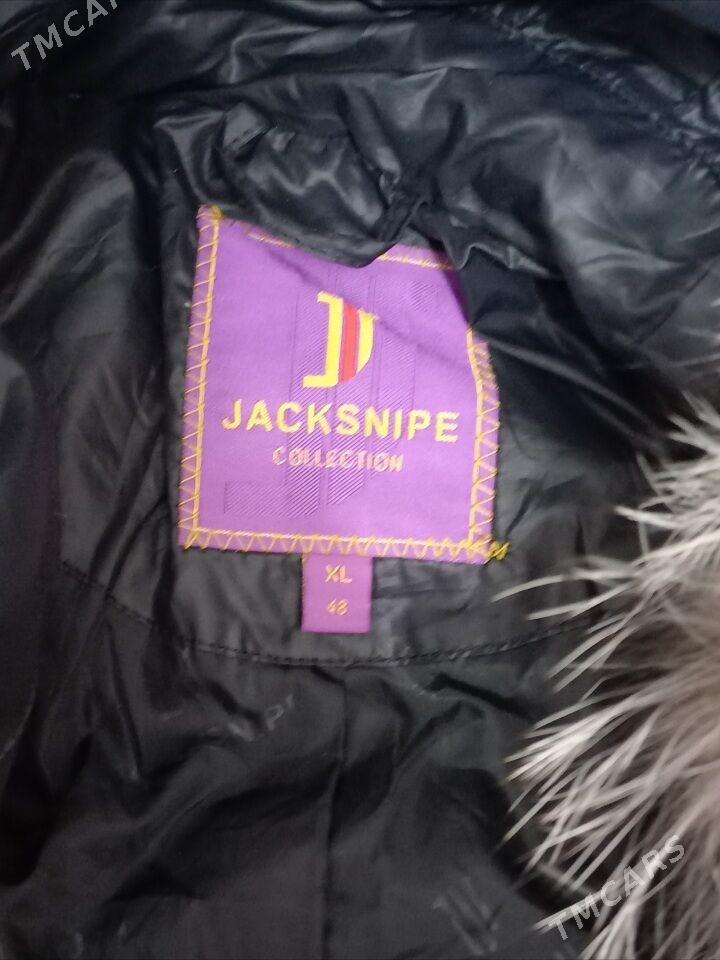 TMCARS
JACKSNIPE
COLLECTION
XL
48
TMCARS